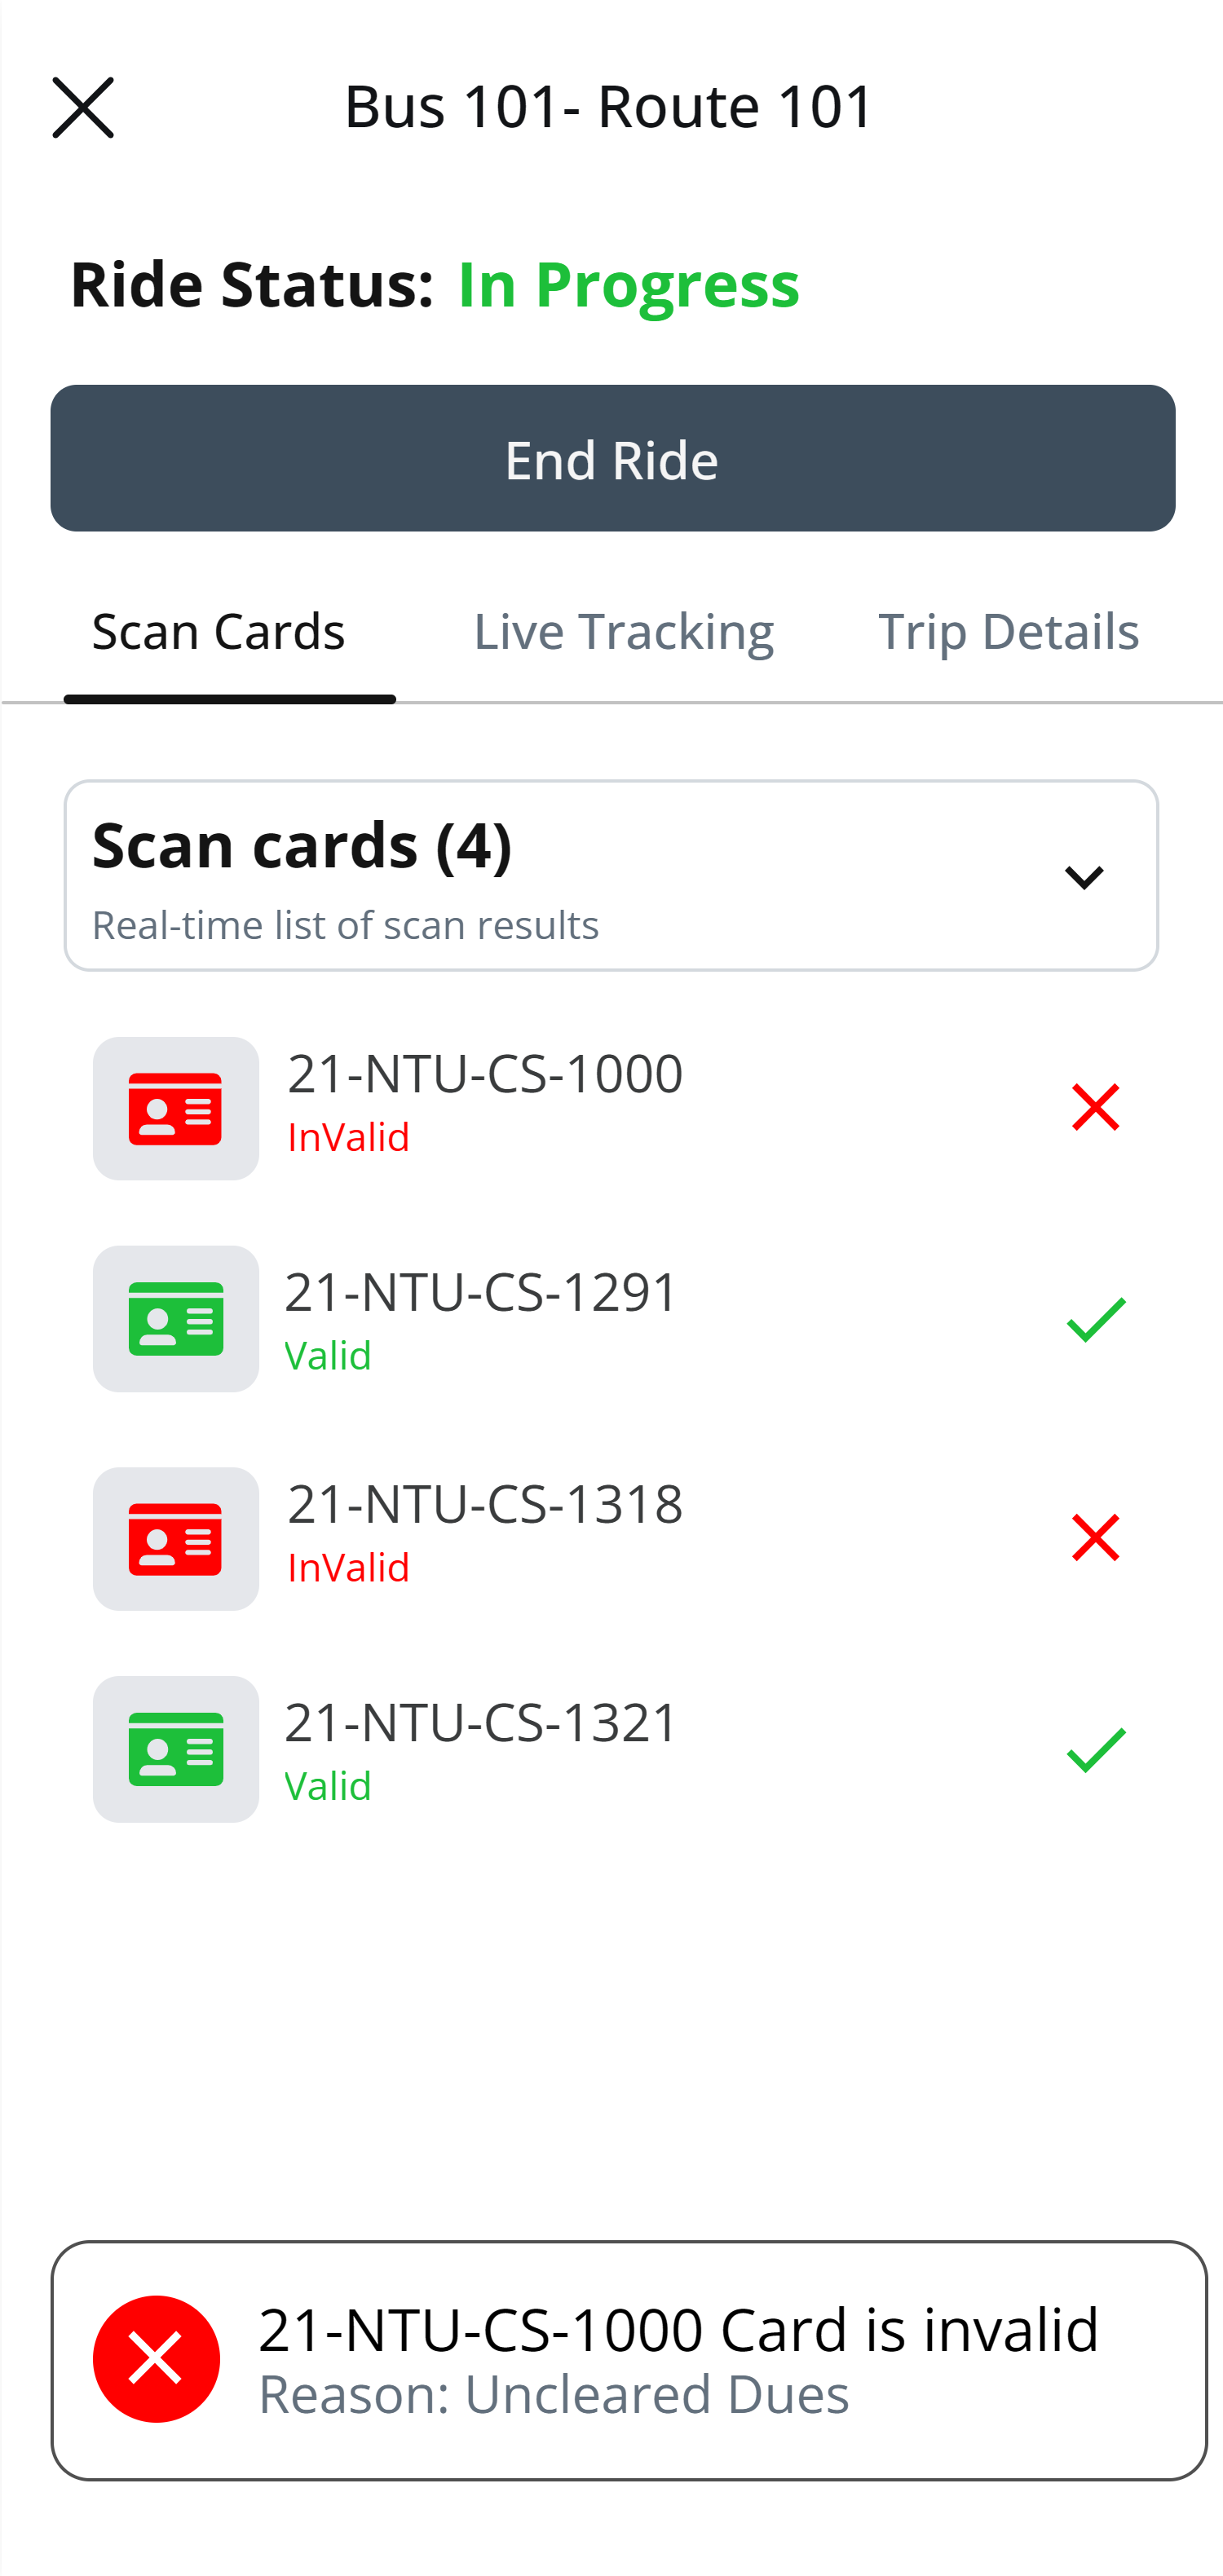 Bus 101- Route 101
Ride Status: In Progress
End Ride
Scan Cards Live Tracking Trip Details
Scan cards (4)
Real-time list of scan results
21-NTU-CS-1000
InValid
21-NTU-CS-1291
Valid
21-NTU-CS-1318
InValid
21-NTU-CS-1321
Valid
21-NTU-CS-1000 Card is invalid
Reason: Uncleared Dues